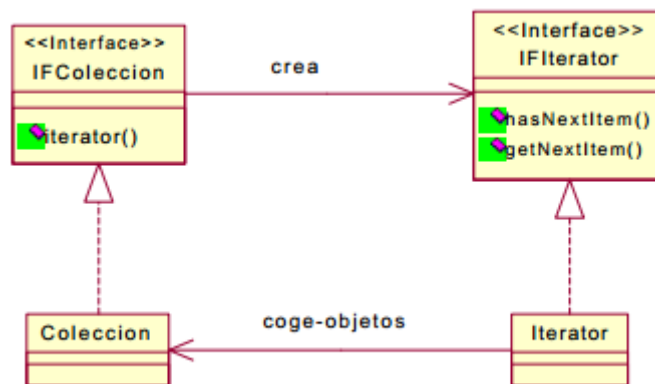 <<Interface>>
IFColeccion
iterator()
crea
<<Interface>>
IFIterator
hasNextItem()
getNextItem()
Coleccion
coge-objetos
Iterator